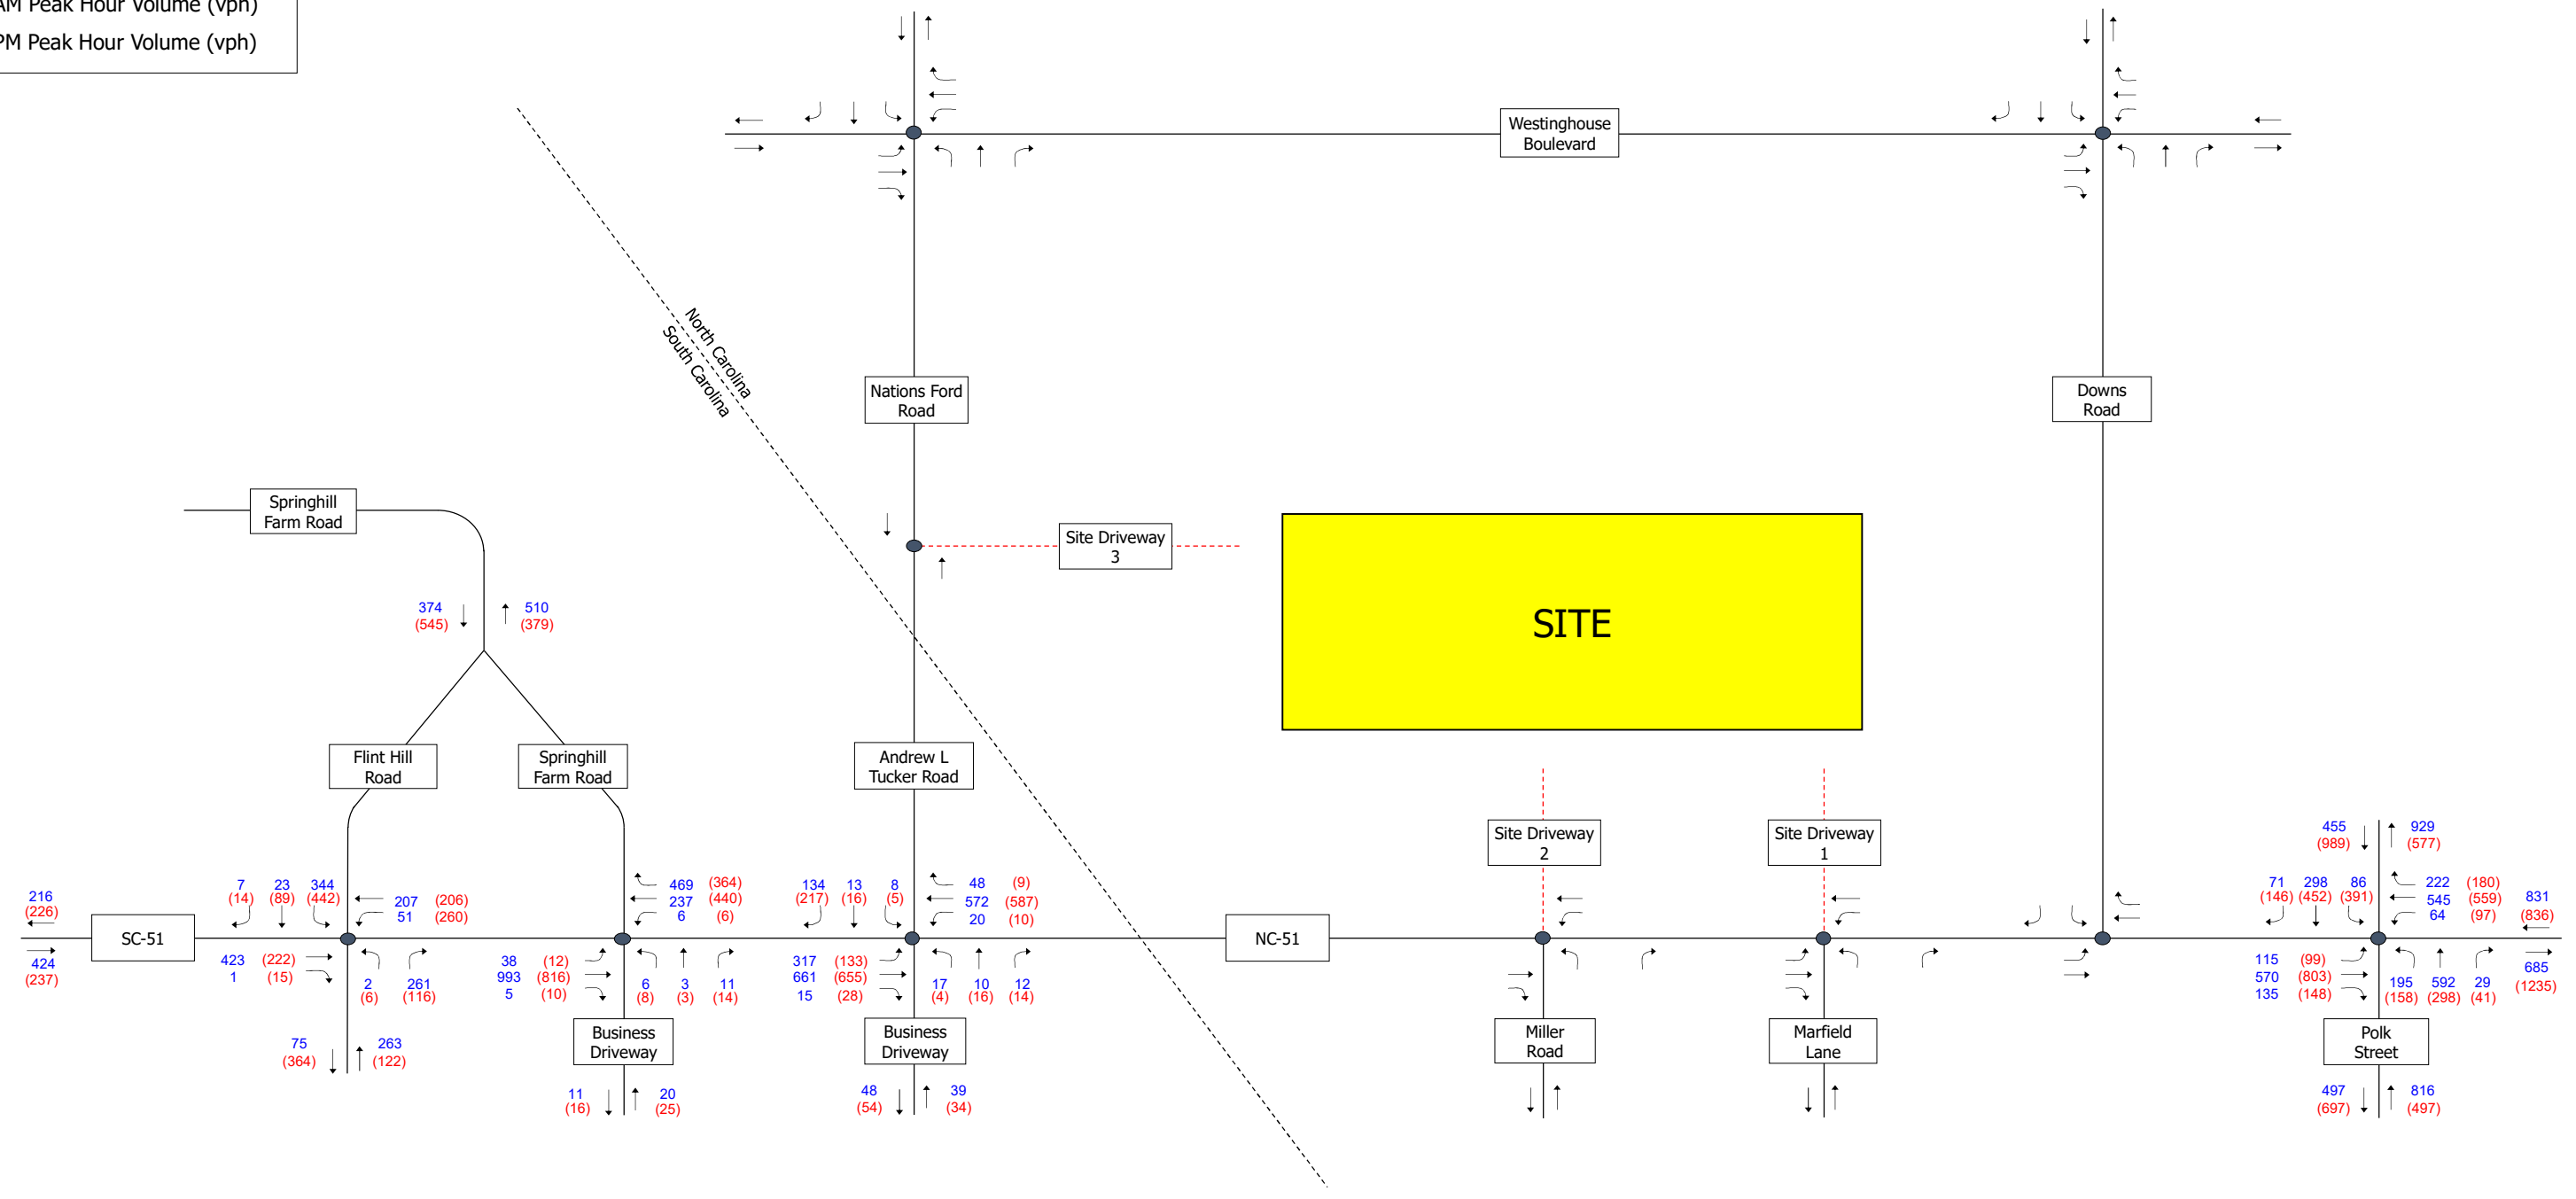 AM Peak Hour Volume (vph)
PM Peak Hour Volume (vph)
Westinghouse
Boulevard
North Carolina
South Carolina
Nations Ford
Road
Downs
Road
Springhill
Farm Road
Site Driveway
3
SITE
374
(545)
510
(379)
Flint Hill
Road
Springhill
Farm Road
Andrew L
Tucker Road
Site Driveway
2
Site Driveway
1
455
(989)
929
(577)
216
(226)
7 23 344
(14) (89) (442)
207 (206)
51 (260)
469 (364)
237 (440)
6 (6)
134 13 8
(217) (16) (5)
48 (9)
572 (587)
20 (10)
71 298 86
(146) (452) (391)
222 (180)
545 (559)
64 (97)
831
(836)
SC-51
NC-51
424
(237)
423 (222)
1 (15)
2 261
(6) (116)
38 (12)
993 (816)
5 (10)
6 3 11
(8) (3) (14)
317 (133)
661 (655)
15 (28)
17 10 12
(4) (16) (14)
115 (99)
570 (803)
135 (148)
195 592 29
(158) (298) (41)
685
(1235)
75
(364)
263
(122)
Business
Driveway
Business
Driveway
Miller
Road
Marfield
Lane
Polk
Street
11
(16)
20
(25)
48
(54)
39
(34)
497
(697)
816
(497)